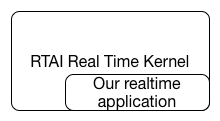 RTAI Real Time Kernel
Our realtime
application